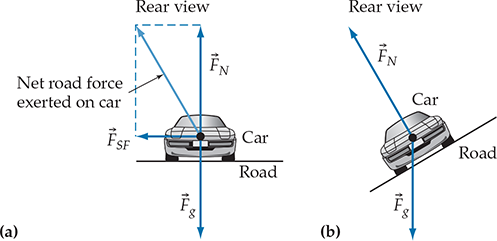 Rear view
F⃗N
Net road force
exerted on car
F⃗SF
Car
Road
F⃗g
(a)
Rear view
F⃗N
Car
Road
F⃗g
(b)